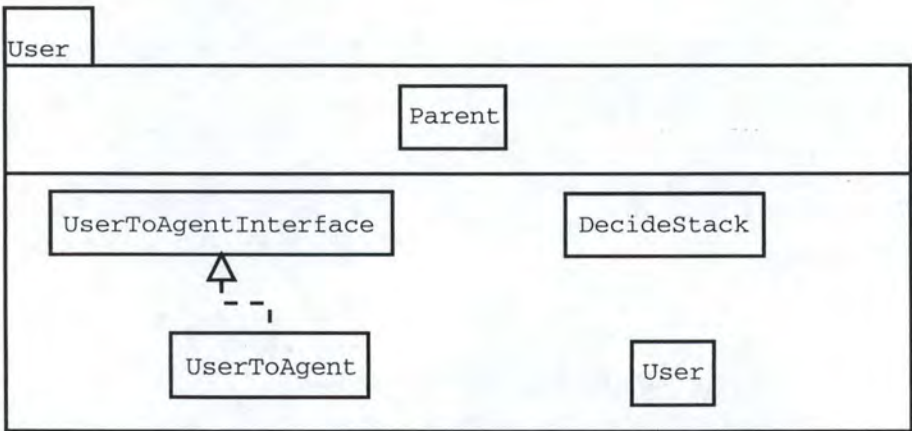 User
Parent
UserToAgentInterface
DecideStack
UserToAgent
User